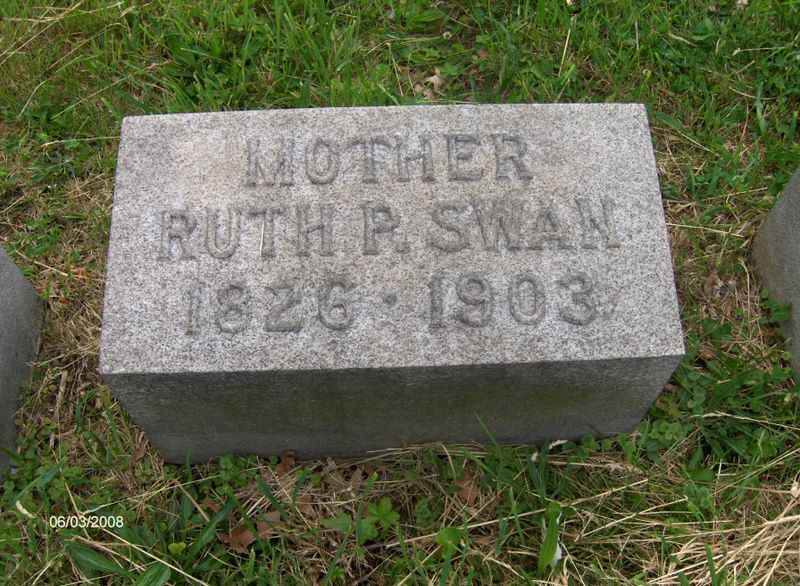 MOTHER
RUTH P. SWAN
1826 · 1903
06/03/2008